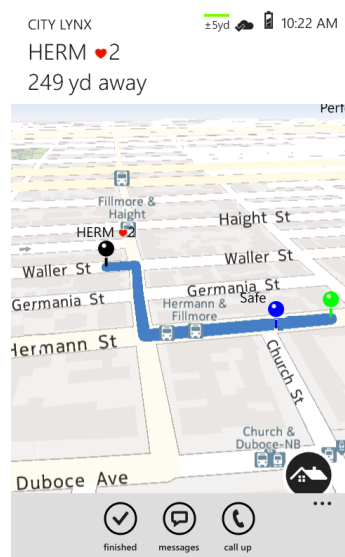 CITY LYNX
±5yd
10:22 AM
HERM ❤2
249 yd away
Perf
Fillmore &
Haight
Haight St
HERM ❤2
Waller St
Waller St
Germania St
Safe
Germania St
Hermann &
Fillmore
Hermann St
Church St
Church &
Duboce-NB
Duboce Ave
...
finished
messages
call up